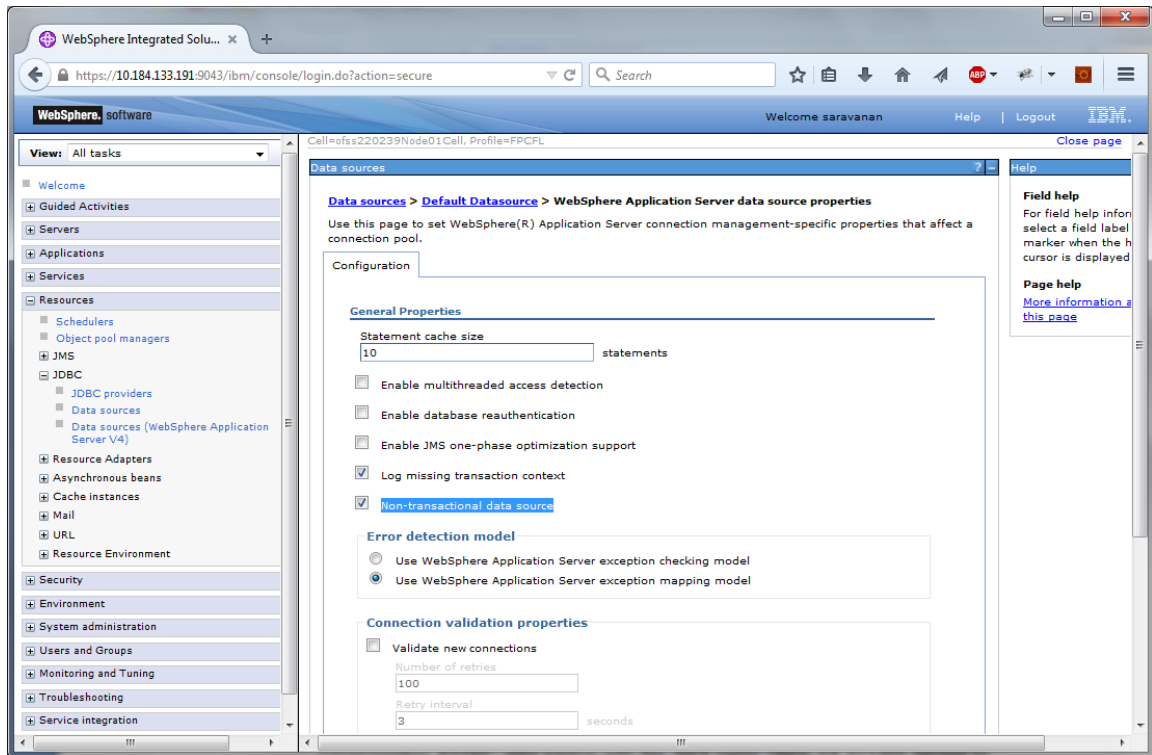 WebSphere Integrated Solu...
https://10.184.133.191:9043/ibm/console/login.do?action=secure
Search
ABP
WebSphere. software
Welcome saravanan
Help | Logout
IBM.
View: All tasks
Welcome
Guided Activities
Servers
Applications
Services
Resources
Schedulers
Object pool managers
JMS
JDBC
JDBC providers
Data sources
Data sources (WebSphere Application
Server V4)
Resource Adapters
Asynchronous beans
Cache instances
Mail
URL
Resource Environment
Security
Environment
System administration
Users and Groups
Monitoring and Tuning
Troubleshooting
Service integration
Cell=ofss220239Node01Cell, Profile=FPCFL
Close page
Data sources
Data sources > Default Datasource > WebSphere Application Server data source properties
Use this page to set WebSphere(R) Application Server connection management-specific properties that affect a
connection pool.
Configuration
General Properties
Statement cache size
10 statements
Enable multithreaded access detection
Enable database reauthentication
Enable JMS one-phase optimization support
Log missing transaction context
Non-transactional data source
Error detection model
Use WebSphere Application Server exception checking model
Use WebSphere Application Server exception mapping model
Connection validation properties
Validate new connections
Number of retries
100
Retry interval
3 seconds
Help
Field help
For field help infor
select a field label
marker when the h
cursor is displayed
Page help
More information a
this page